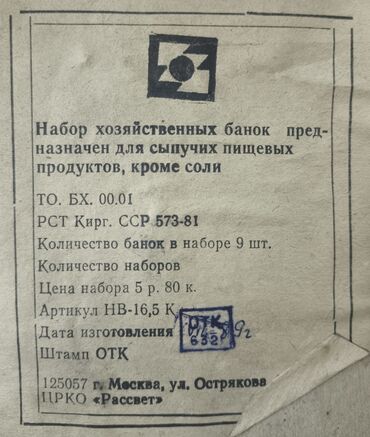 Набор хозяйственных банок пред-
назначен для сыпучих пищевых
продуктов, кроме соли
ТО. БХ. 00.01
РСТ Кирг. ССР 573-81
Количество банок в наборе 9 шт.
Количество наборов
Цена набора 5 р. 80 к.
Артикул НВ-16,5 К
Дата изготовления 89г
ОТК
632
Штамп ОТК
125057 г. Москва, ул. Острякова
ЦРКО «Рассвет»